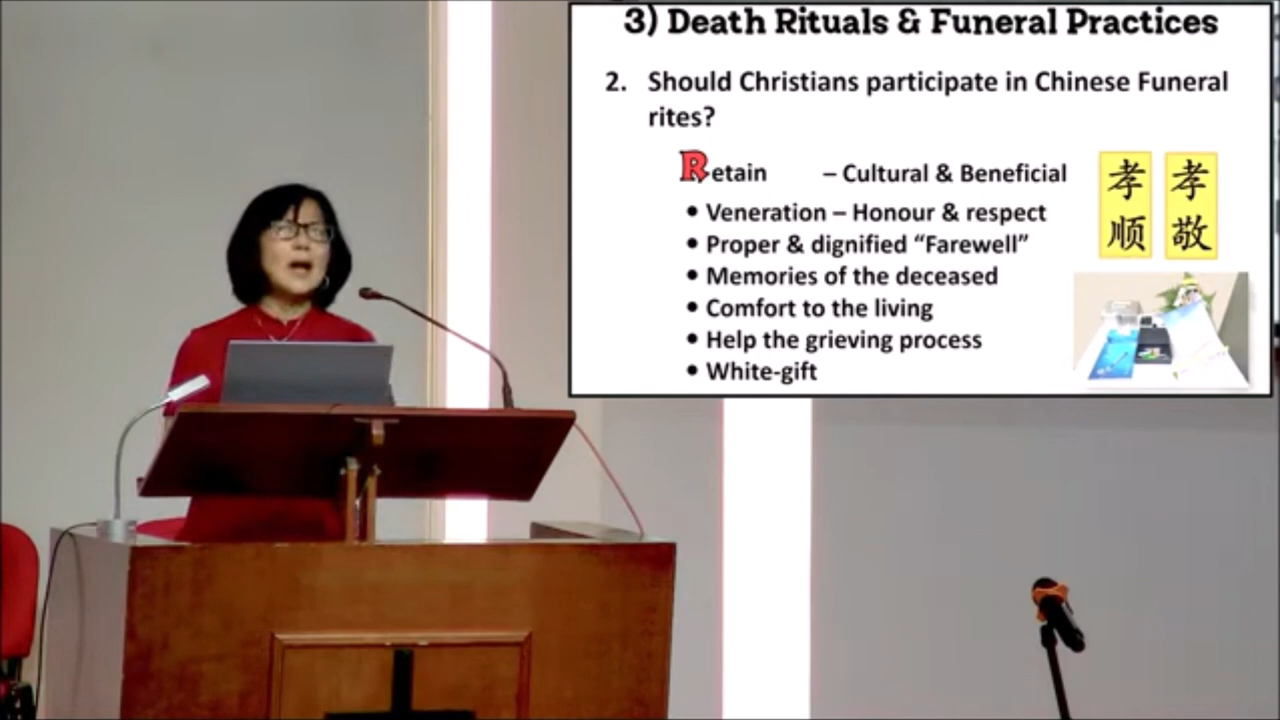 3) Death Rituals & Funeral Practices
2. Should Christians participate in Chinese Funeral
rites?
Retain – Cultural & Beneficial
• Veneration – Honour & respect
• Proper & dignified “Farewell”
• Memories of the deceased
• Comfort to the living
• Help the grieving process
• White-gift
孝顺
孝敬